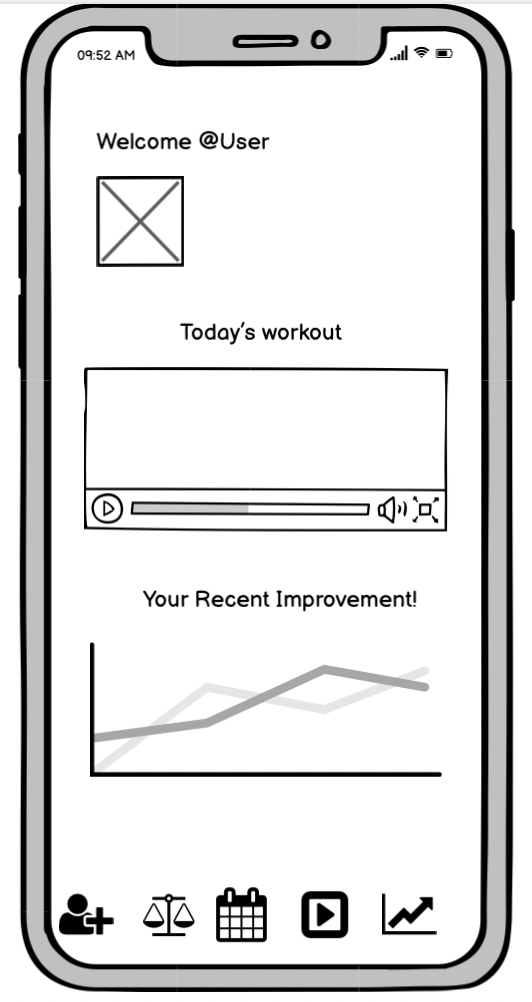 09:52 AM
Welcome @User
Today's workout
Your Recent Improvement!